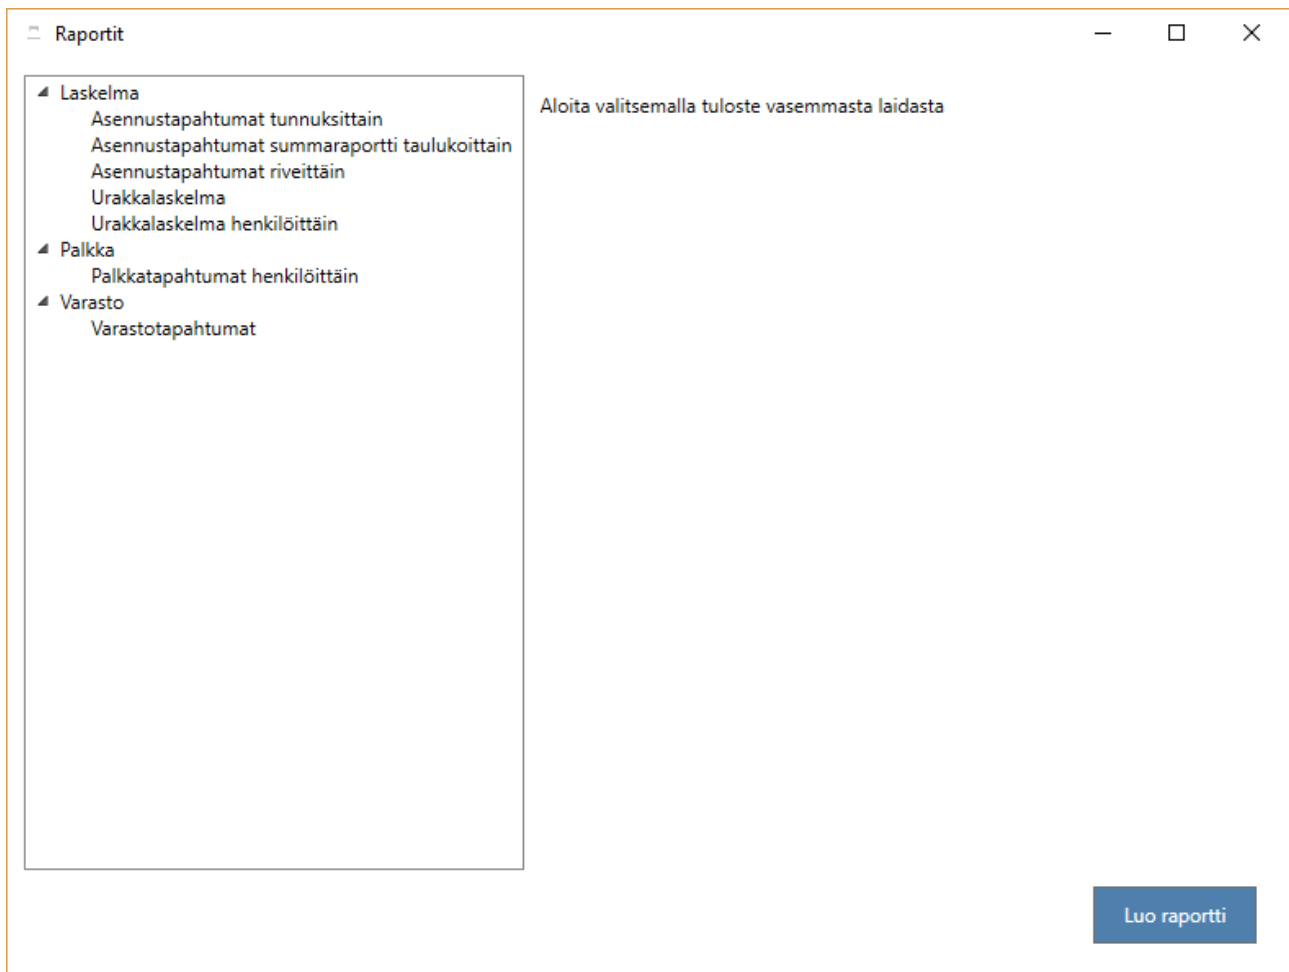 Raportit
Laskelma
Asennustapahtumat tunnuksittain
Asennustapahtumat summaraportti taulukoittain
Asennustapahtumat riveittäin
Urakkalaskelma
Urakkalaskelma henkilöittäin
Palkka
Palkkatapahtumat henkilöittäin
Varasto
Varastotapahtumat
Aloita valitsemalla tuloste vasemmasta laidasta
Luo raportti